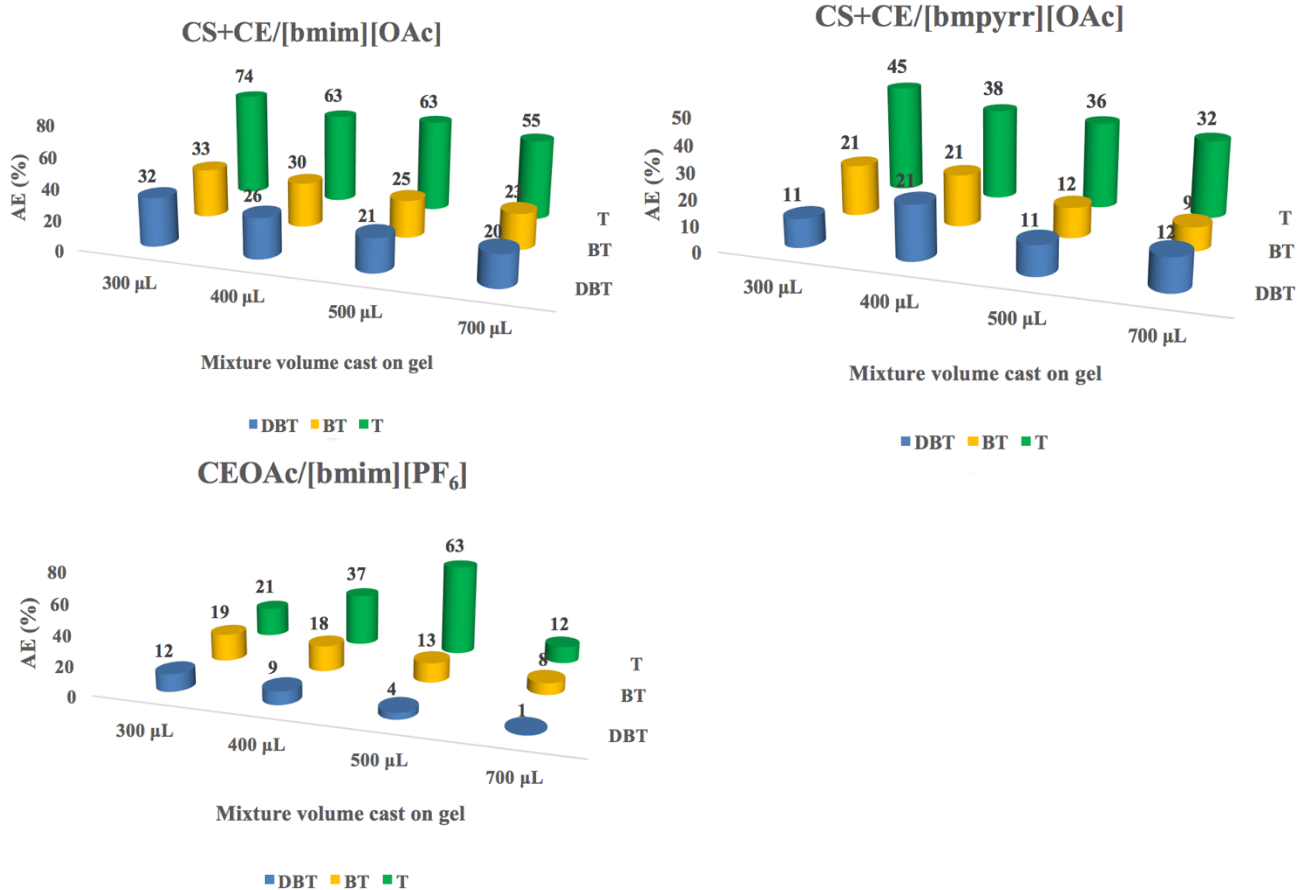 CS+CE/[bmim][OAc]
74
63
63
55
33
30
25
23
32
26
21
20
80
60
40
20
0
AE (%)
T
BT
DBT
300 µL
400 µL
500 µL
700 µL
Mixture volume cast on gel
DBT BT T
CS+CE/[bmpyrr][OAc]
45
38
36
32
21
21
12
9
11
21
11
12
50
40
30
20
10
0
AE (%)
T
BT
DBT
300 µL
400 µL
500 µL
700 µL
Mixture volume cast on gel
DBT BT T
CEOAc/[bmim][PF₆]
21
37
63
12
19
18
13
8
12
9
4
1
80
60
40
20
0
AE (%)
T
BT
DBT
300 µL
400 µL
500 µL
700 µL
Mixture volume cast on gel
DBT BT T